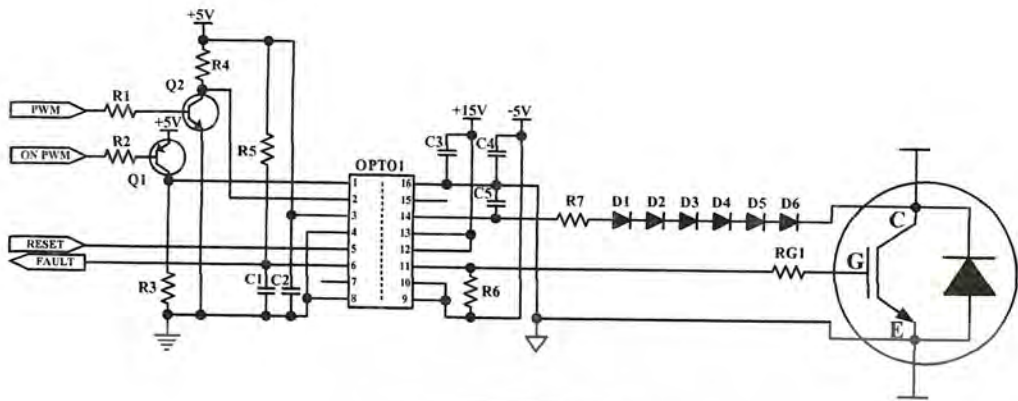 +5V
R4
Q2
PWM
R1
+5V
+15V
-5V
ON PWM
R2
R5
C3
C4
Q1
OPTO1
C5
1
16
2
15
3
14
4
13
5
12
6
11
7
10
8
9
R7
D1
D2
D3
D4
D5
D6
C
RESET
FAULT
RG1
G
R3
C1
C2
R6
E